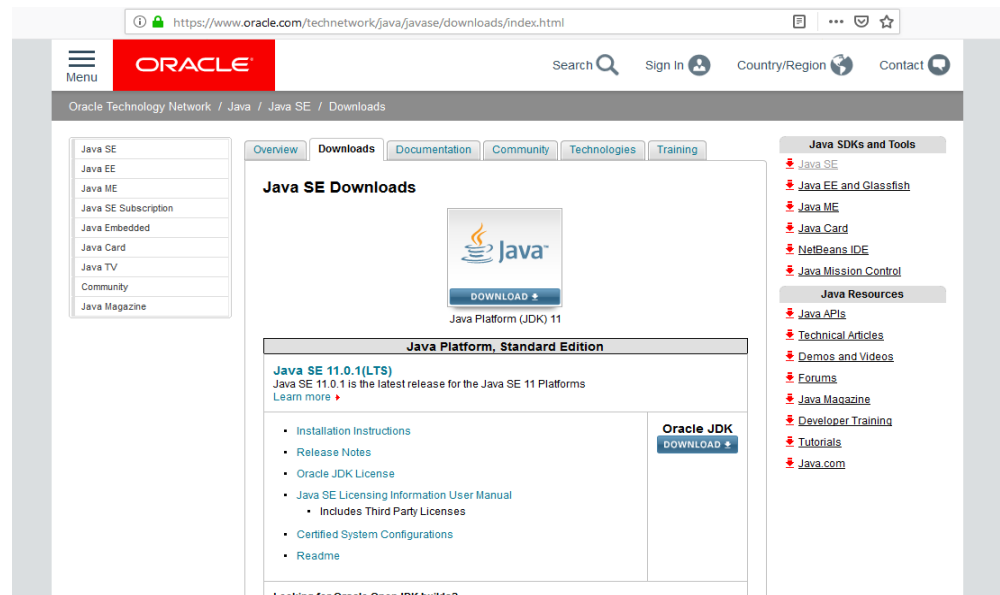 https://www.oracle.com/technetwork/java/javase/downloads/index.html
Menu
ORACLE
Search
Sign In
Country/Region
Contact
Oracle Technology Network / Java / Java SE / Downloads
Java SE
Java EE
Java ME
Java SE Subscription
Java Embedded
Java Card
Java TV
Community
Java Magazine
Overview
Downloads
Documentation
Community
Technologies
Training
Java SE Downloads
Java
DOWNLOAD
Java Platform (JDK) 11
Java Platform, Standard Edition
Java SE 11.0.1(LTS)
Java SE 11.0.1 is the latest release for the Java SE 11 Platforms
Learn more
Installation Instructions
Release Notes
Oracle JDK License
Java SE Licensing Information User Manual
Includes Third Party Licenses
Certified System Configurations
Readme
Oracle JDK
DOWNLOAD
Looking for Oracle OpenJDK builds?
Java SDKs and Tools
Java SE
Java EE and Glassfish
Java ME
Java Card
NetBeans IDE
Java Mission Control
Java Resources
Java APIs
Technical Articles
Demos and Videos
Forums
Java Magazine
Developer Training
Tutorials
Java.com